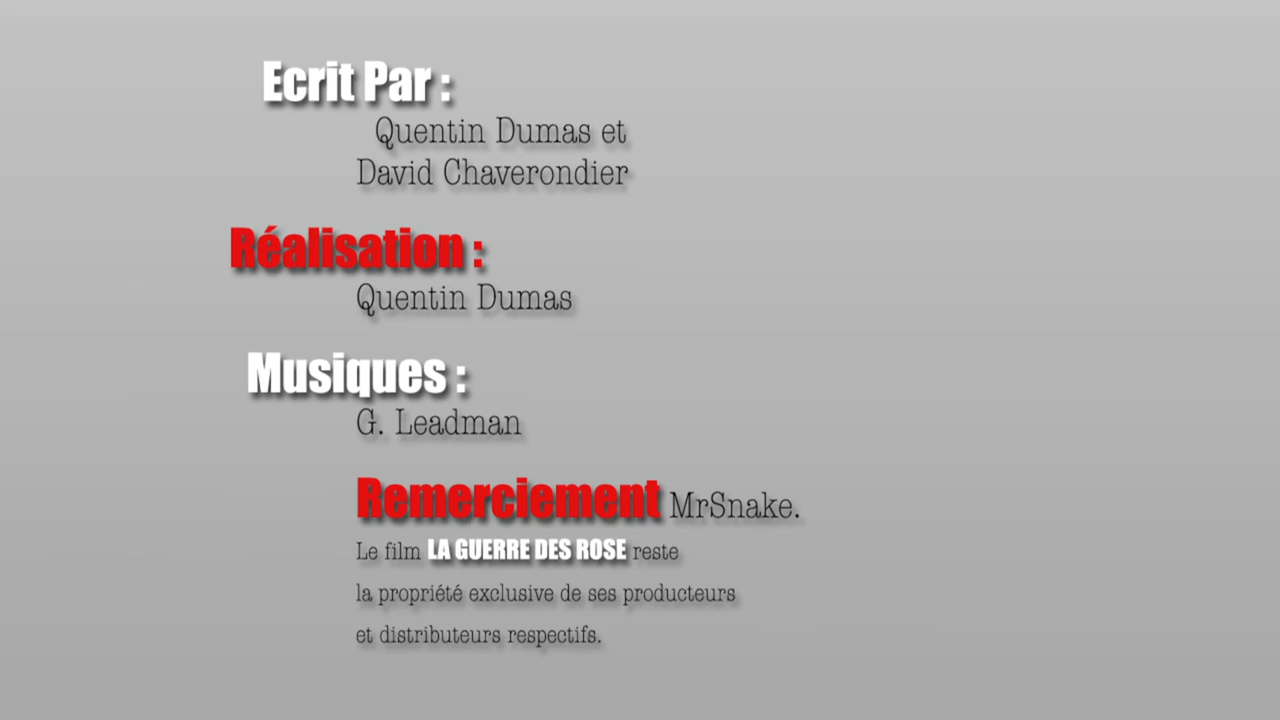 Ecrit Par :
Quentin Dumas et
David Chaverondier
Réalisation :
Quentin Dumas
Musiques :
G. Leadman
Remerciement MrSnake.
Le film LA GUERRE DES ROSE reste
la propriété exclusive de ses producteurs
et distributeurs respectifs.